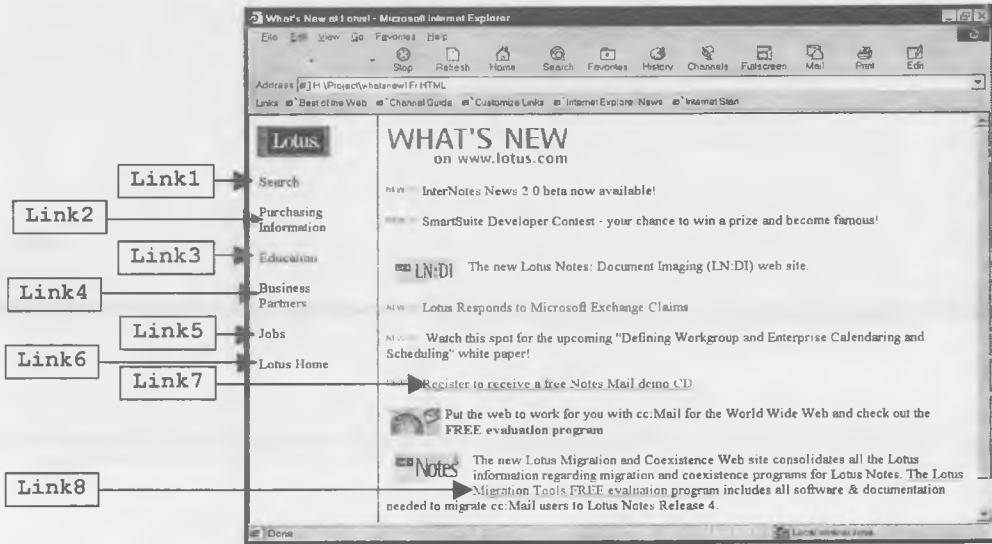 What's New at Lotus! - Microsoft Internet Explorer
File Edit View Go Favorites Help
Stop Refresh Home Search Favorites History Channels Fullscreen Mail Print Edit
Address H:\Project\whatsnew1Fr.HTML
Links Best of the Web Channel Guide Customize Links Internet Explorer News Internet Start
Lotus.
WHAT'S NEW
on www.lotus.com
Link1
Search
Link2
Purchasing
Information
Link3
Education
Link4
Business
Partners
Link5
Jobs
Link6
Lotus Home
Link7
Link8
NEW InterNotes News 2 0 beta now available!
NEW SmartSuite Developer Contest - your chance to win a prize and become famous!
LN:DI The new Lotus Notes: Document Imaging (LN:DI) web site.
NEW Lotus Responds to Microsoft Exchange Claims
Watch this spot for the upcoming "Defining Workgroup and Enterprise Calendaring and
Scheduling" white paper!
Register to receive a free Notes Mail demo CD
Put the web to work for you with cc:Mail for the World Wide Web and check out the
FREE evaluation program
Notes The new Lotus Migration and Coexistence Web site consolidates all the Lotus
information regarding migration and coexistence programs for Lotus Notes. The Lotus
Migration Tools FREE evaluation program includes all software & documentation
needed to migrate cc:Mail users to Lotus Notes Release 4.
Done